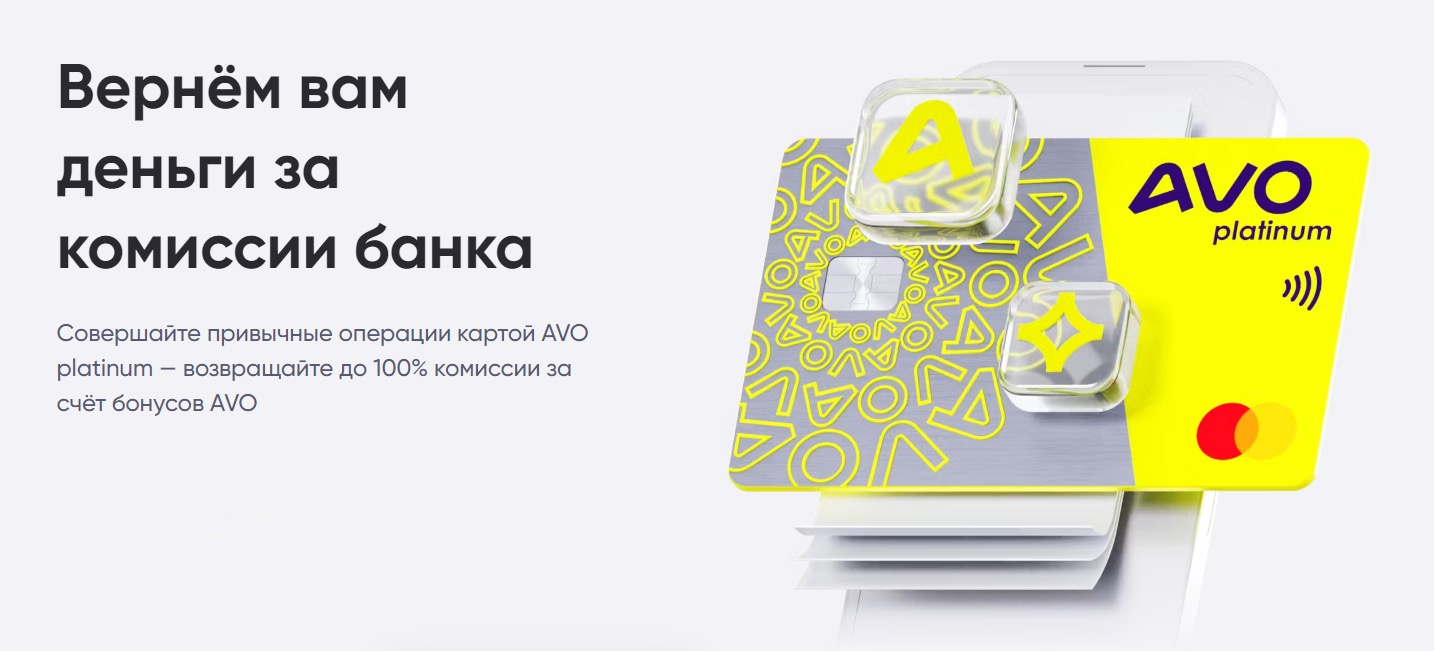 Вернём вам
деньги за
комиссии банка
Совершайте привычные операции картой AVO
platinum — возвращайте до 100% комиссии за
счёт бонусов AVO
AVO
platinum